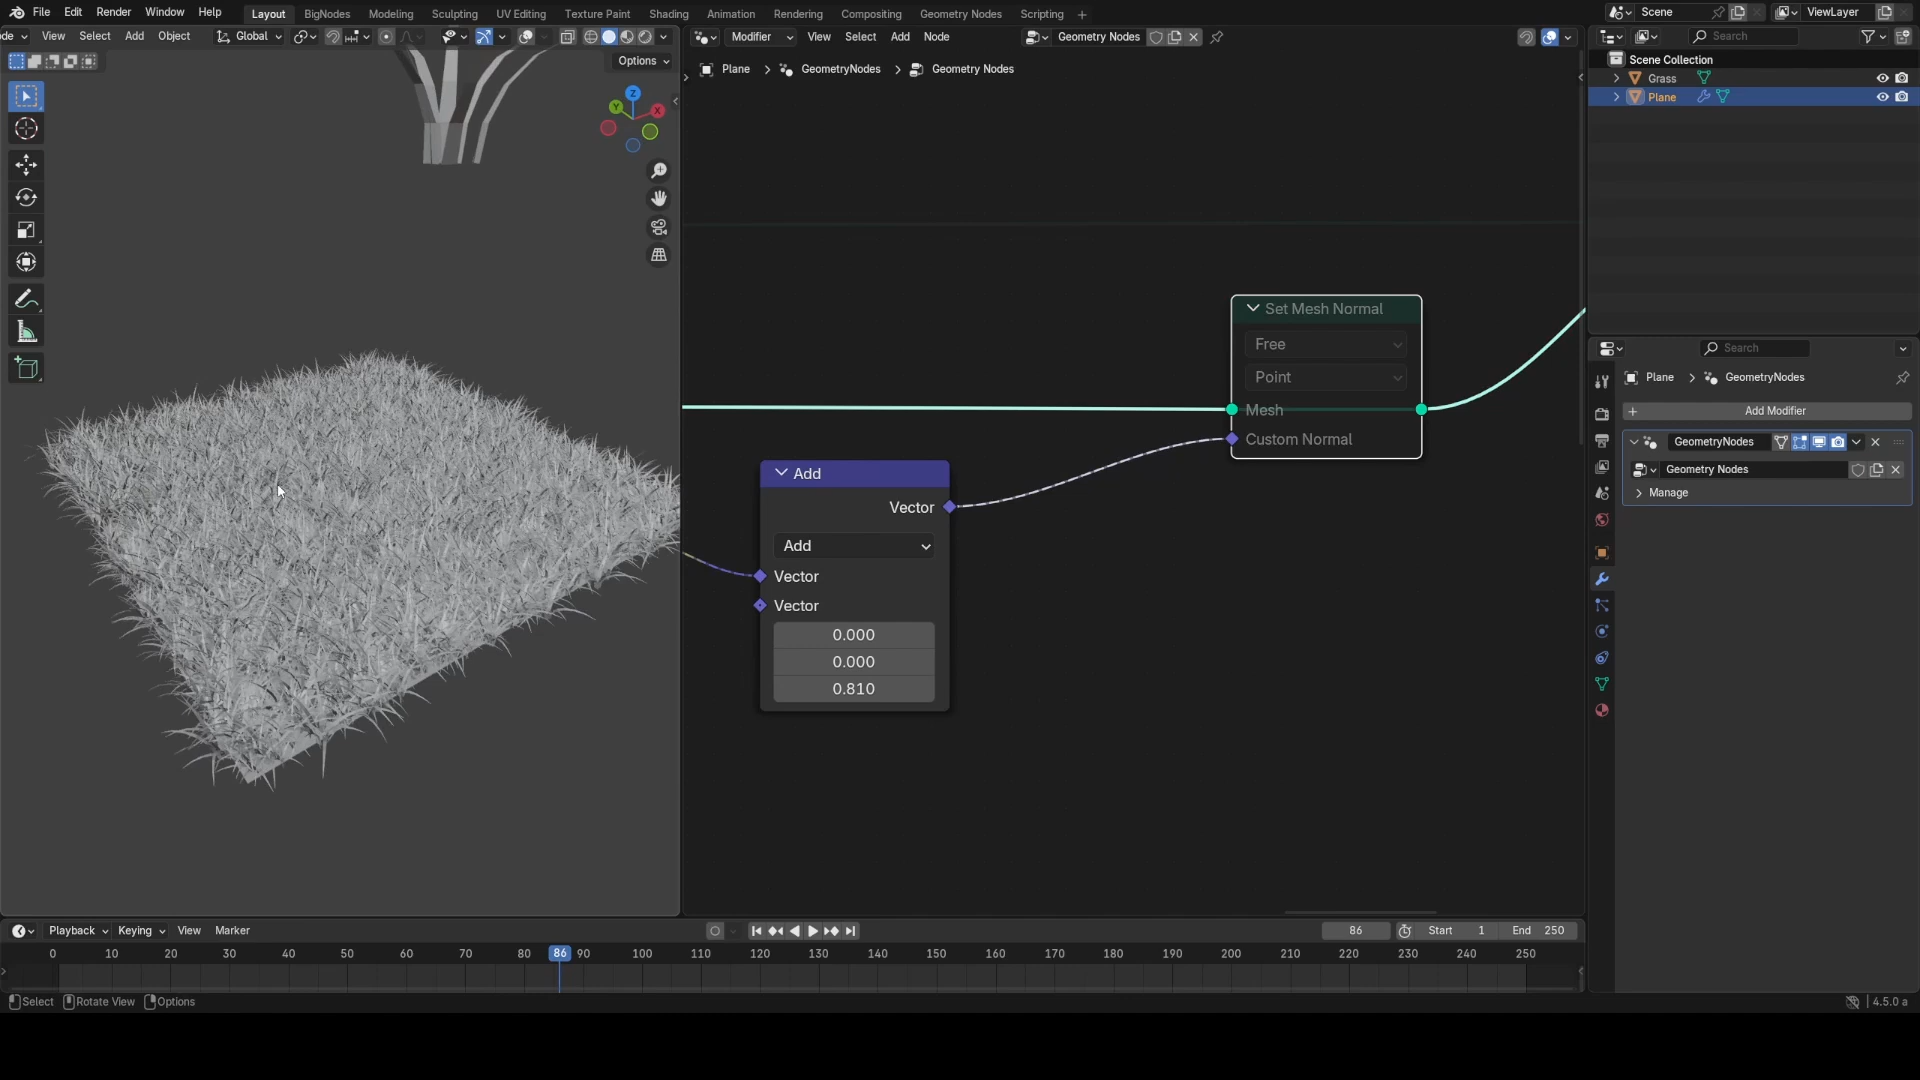 File Edit Render Window Help Layout BigNodes Modeling Sculpting UV Editing Texture Paint Shading Animation Rendering Compositing Geometry Nodes Scripting + Scene ViewLayer
de View Select Add Object Global
Modifier View Select Add Node Geometry Nodes
Search
Options
Plane > GeometryNodes > Geometry Nodes
Z
Y
X
Scene Collection
Grass
Plane
Set Mesh Normal
Free
Point
Mesh
Custom Normal
Add
Vector
Add
Vector
Vector
0.000
0.000
0.810
Search
Plane > GeometryNodes
+ Add Modifier
GeometryNodes
Geometry Nodes
Manage
Playback Keying View Marker
86 Start 1 End 250
0 10 20 30 40 50 60 70 80 86 90 100 110 120 130 140 150 160 170 180 190 200 210 220 230 240 250
Select Rotate View Options
4.5.0 a